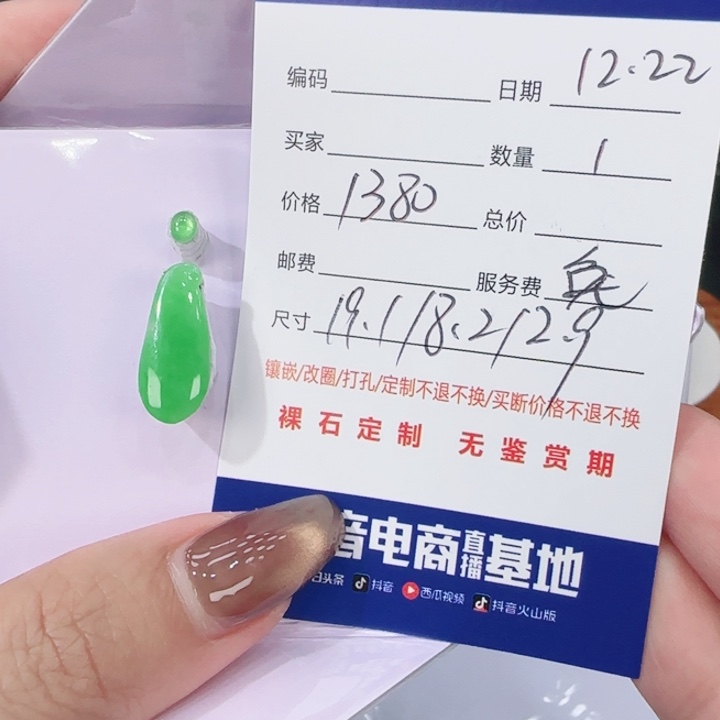 编码 日期 12.22
买家 数量 1
价格 1380 总价
邮费 服务费
尺寸 19.1/8.2/2.9
镶嵌/改圈/打孔/定制不退不换/买断价格不退不换
裸石定制 无鉴赏期
音电商直播基地
日头条 抖音 西瓜视频 抖音火山版